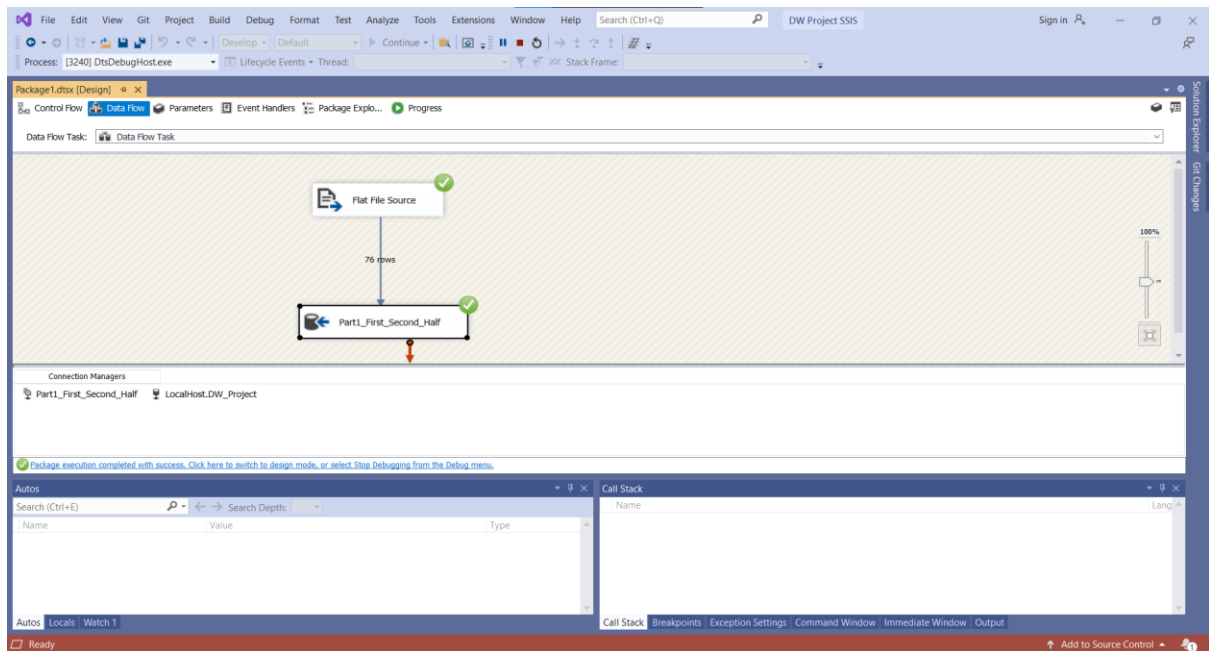 File Edit View Git Project Build Debug Format Test Analyze Tools Extensions Window Help Search (Ctrl+Q) DW Project SSIS Sign in
Develop Default Continue
Process: [3240] DtsDebugHost.exe Lifecycle Events Thread: Stack Frame:
Package1.dtsx [Design]
Control Flow Data Flow Parameters Event Handlers Package Explo... Progress
Data Flow Task: Data Flow Task
Flat File Source
76 rows
Part1_First_Second_Half
100%
Solution Explorer
Git Changes
Connection Managers
Part1_First_Second_Half LocalHost.DW_Project
Package execution completed with success. Click here to switch to design mode, or select Stop Debugging from the Debug menu.
Autos
Search (Ctrl+E) Search Depth:
Name Value Type
Autos Locals Watch 1
Call Stack
Name Lang
Call Stack Breakpoints Exception Settings Command Window Immediate Window Output
Ready Add to Source Control 1